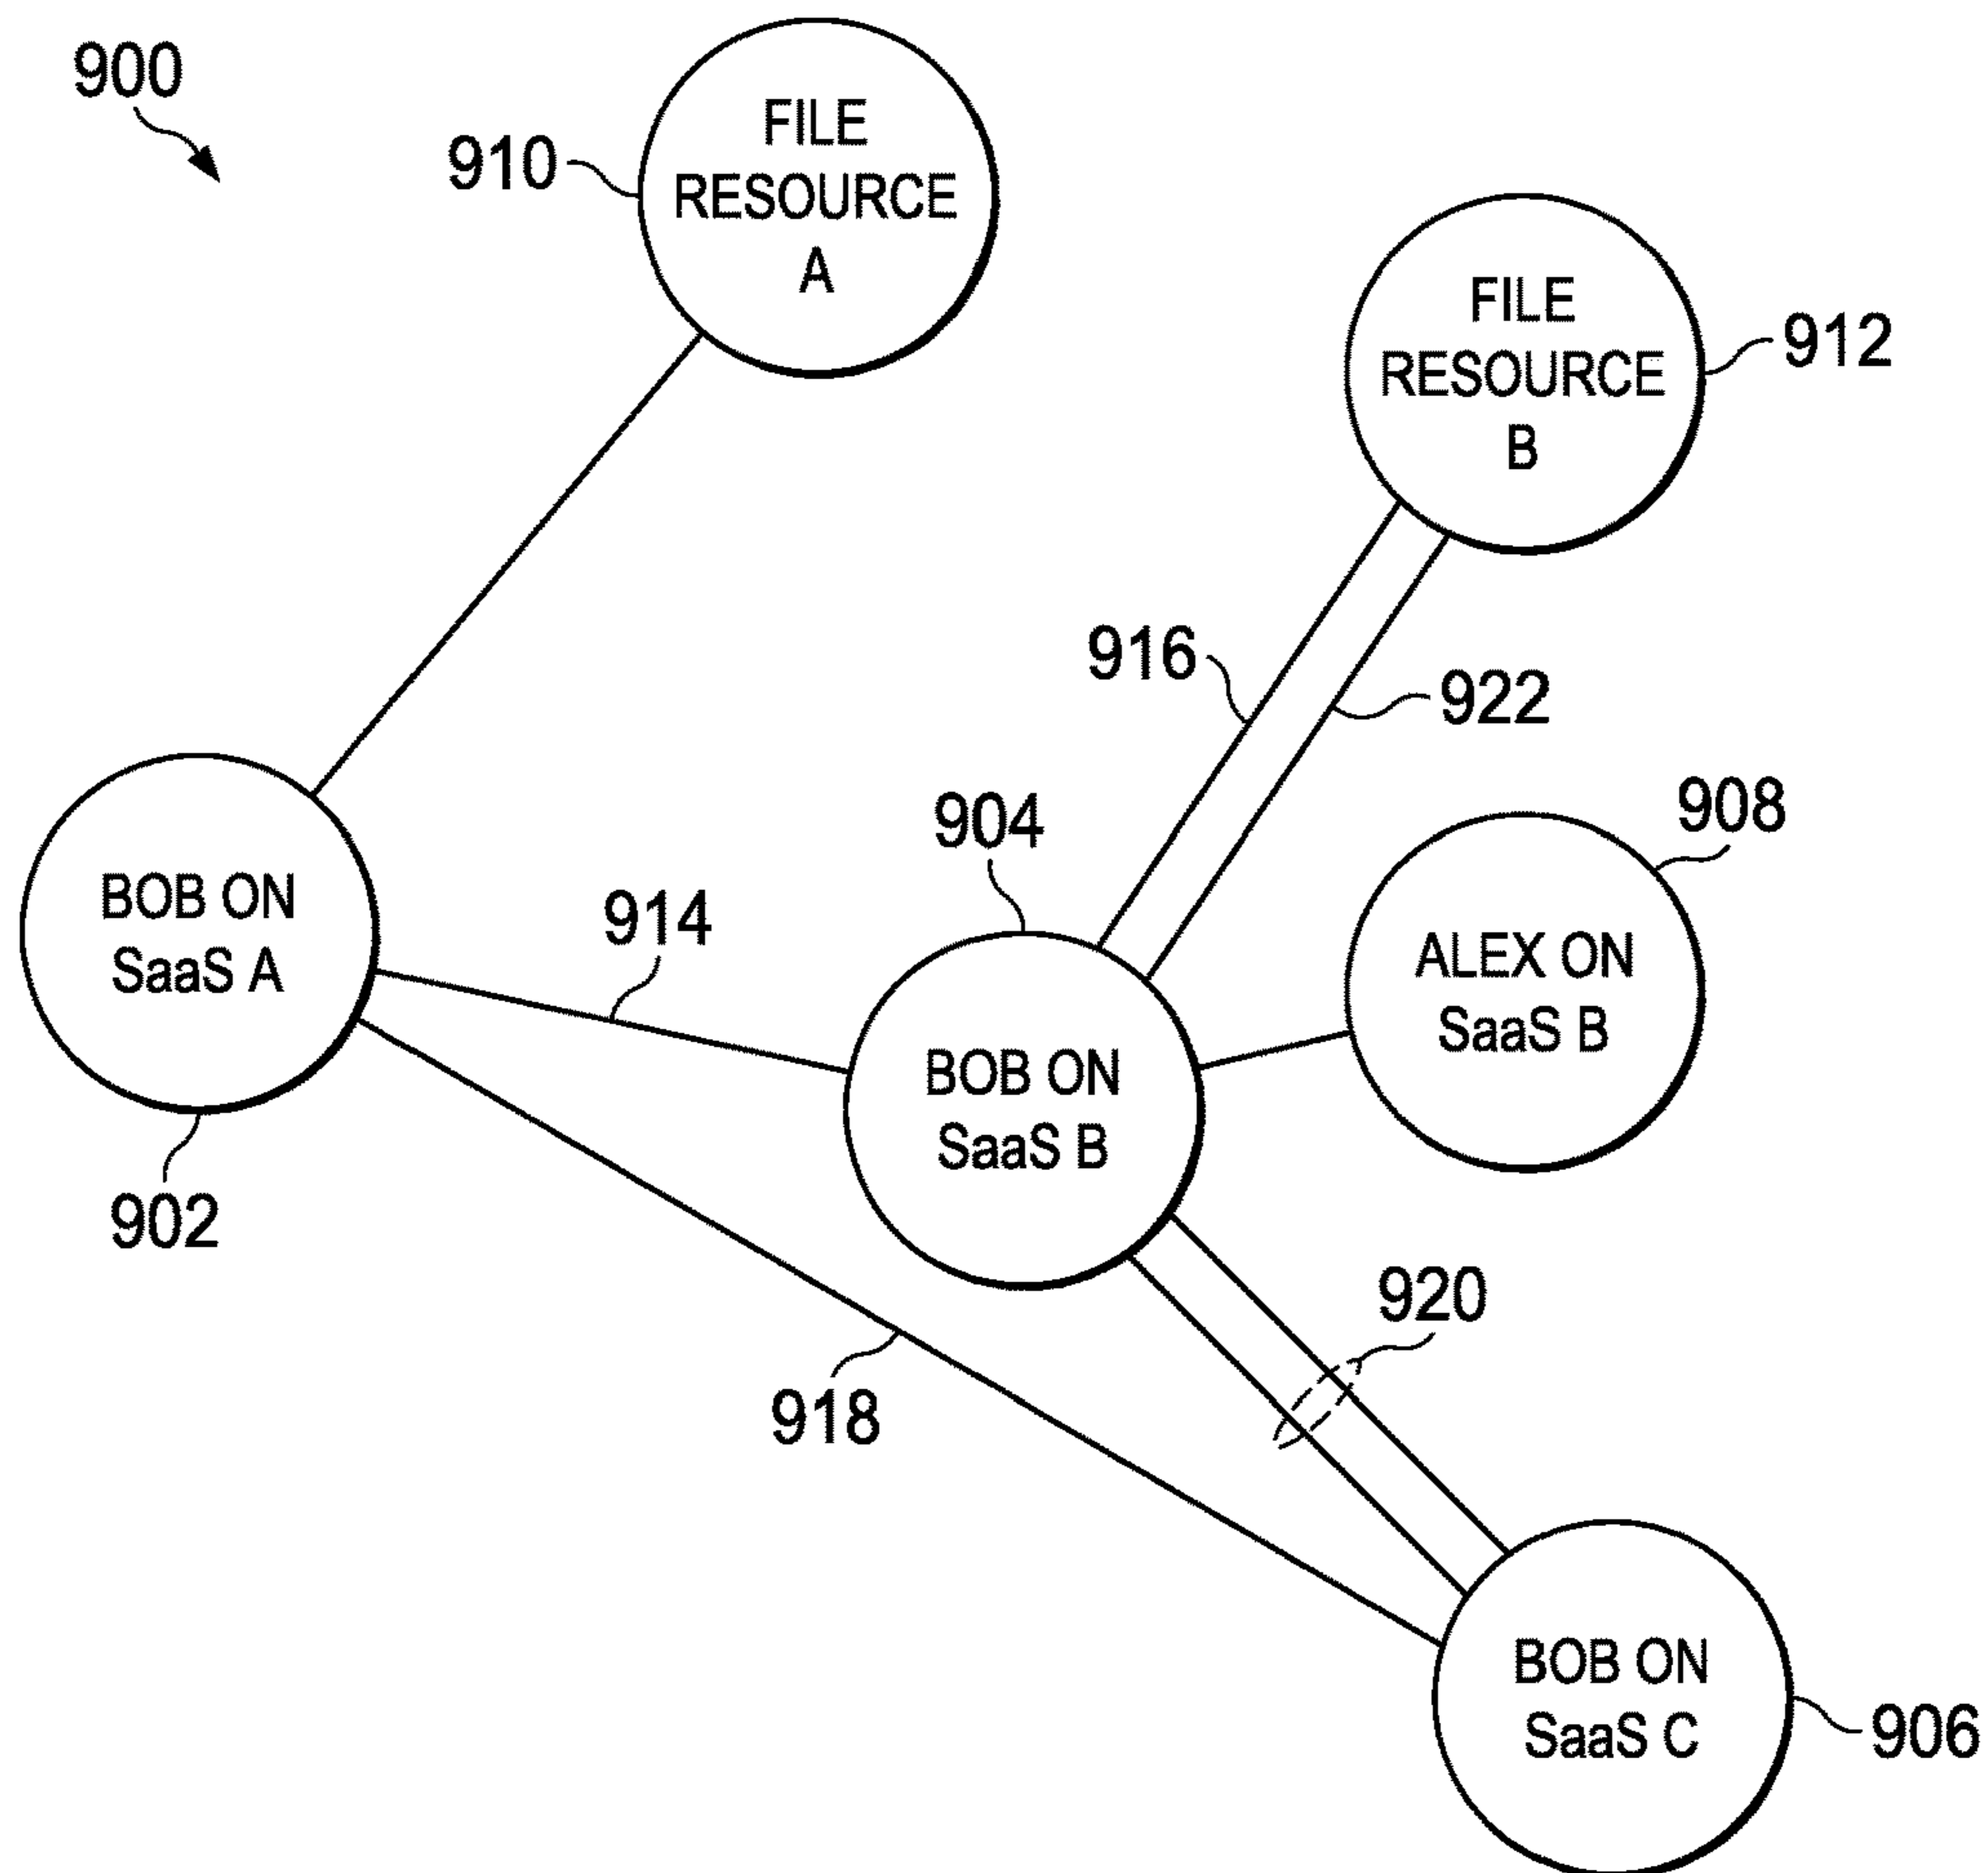 900
910
FILE
RESOURCE
A
FILE
RESOURCE
B
912
916
922
908
904
ALEX ON
SaaS B
BOB ON
SaaS A
914
BOB ON
SaaS B
902
920
918
BOB ON
SaaS C
906